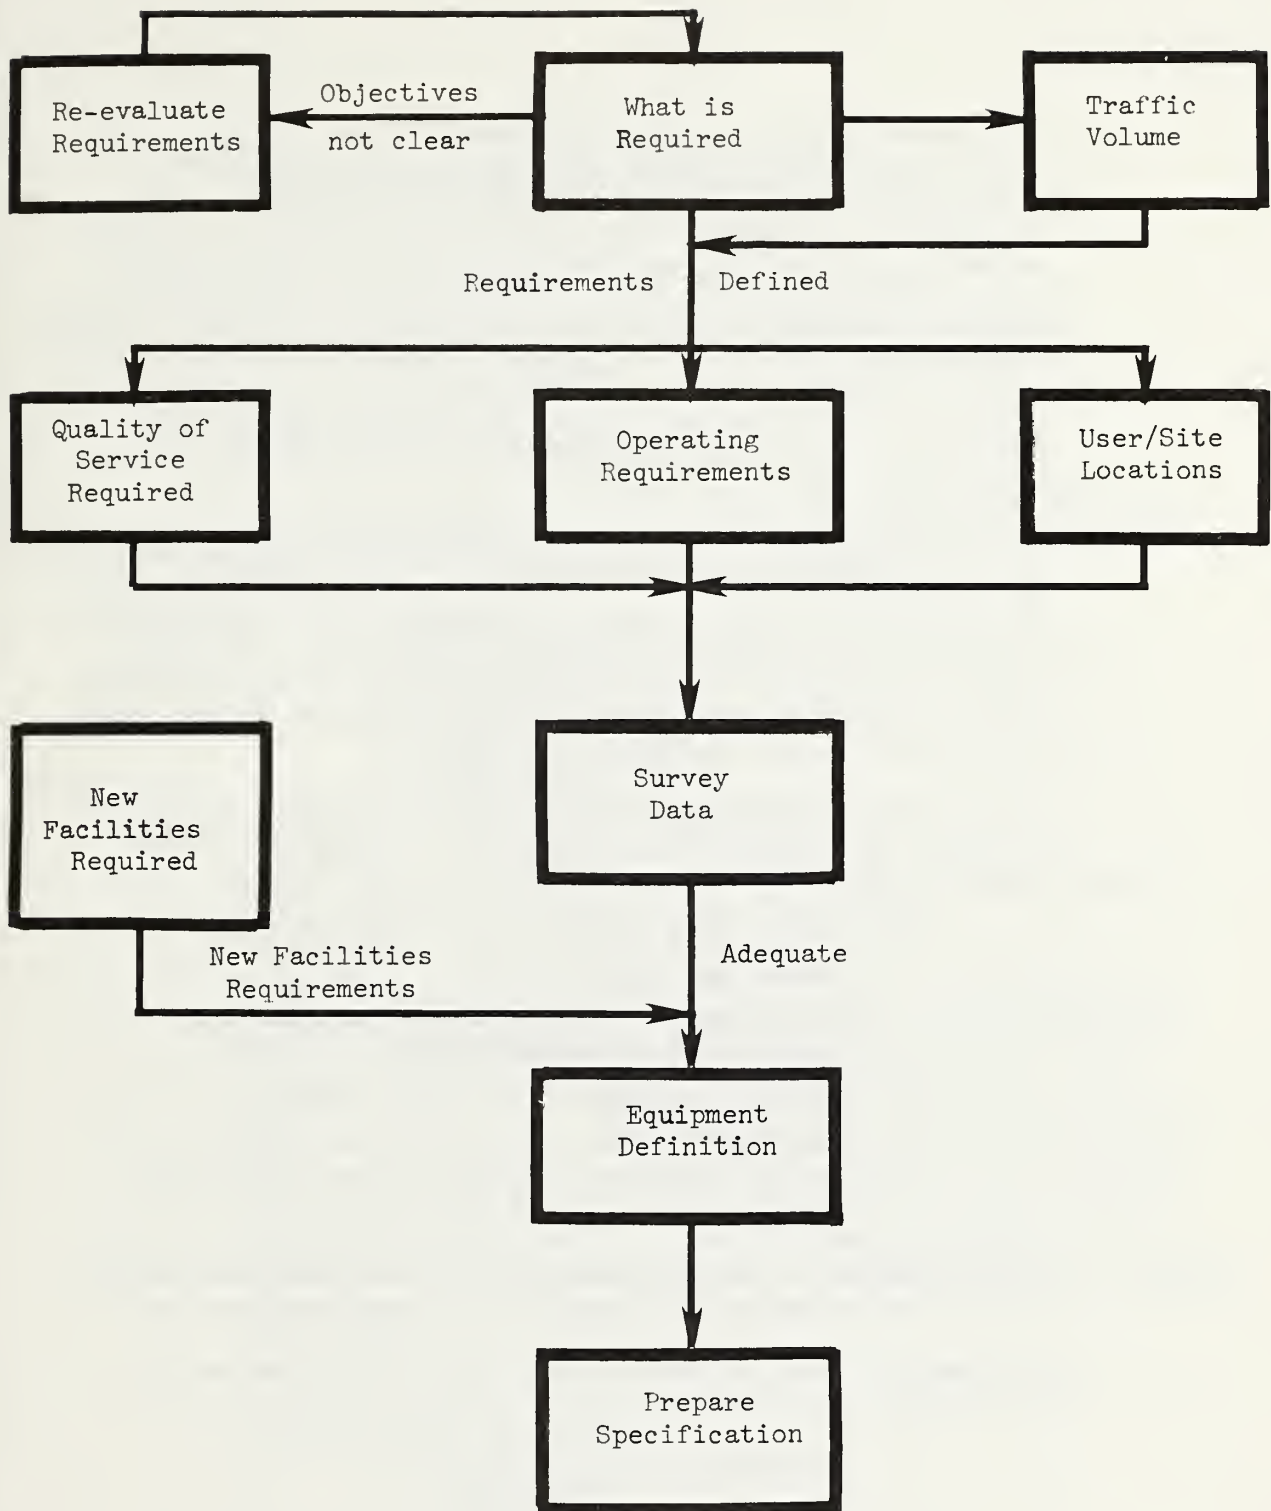 Re-evaluate
Requirements
Objectives
not clear
What is
Required
Traffic
Volume
Requirements Defined
Quality of
Service
Required
Operating
Requirements
User/Site
Locations
Survey
Data
New
Facilities
Required
New Facilities
Requirements
Adequate
Equipment
Definition
Prepare
Specification